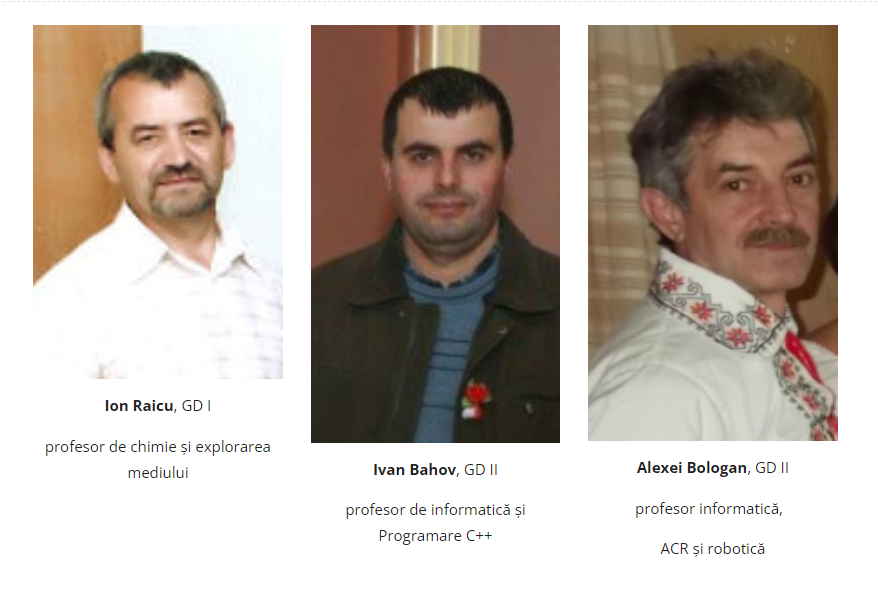 Ion Raicu, GD I
profesor de chimie și explorarea
mediului
Ivan Bahov, GD II
profesor de informatică și
Programare C++
Alexei Bologan, GD II
profesor informatică,
ACR și robotică